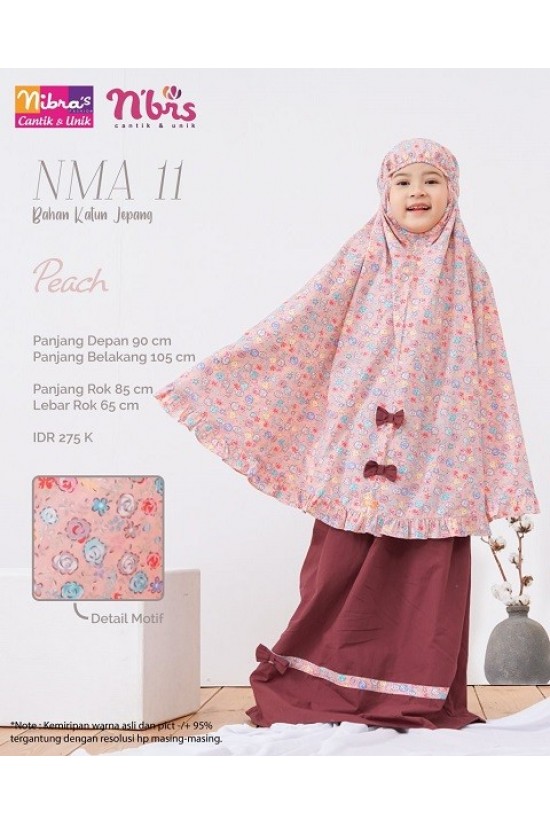 Nibra's
FASHION
Cantik & Unik
N'brs
cantik & unik
NMA 11
Bahan Katun Jepang
Peach
Panjang Depan 90 cm
Panjang Belakang 105 cm
Panjang Rok 85 cm
Lebar Rok 65 cm
IDR 275 K
Detail Motif
*Note : Kemiripan warna asli dan pict -/+ 95%
tergantung dengan resolusi hp masing-masing.